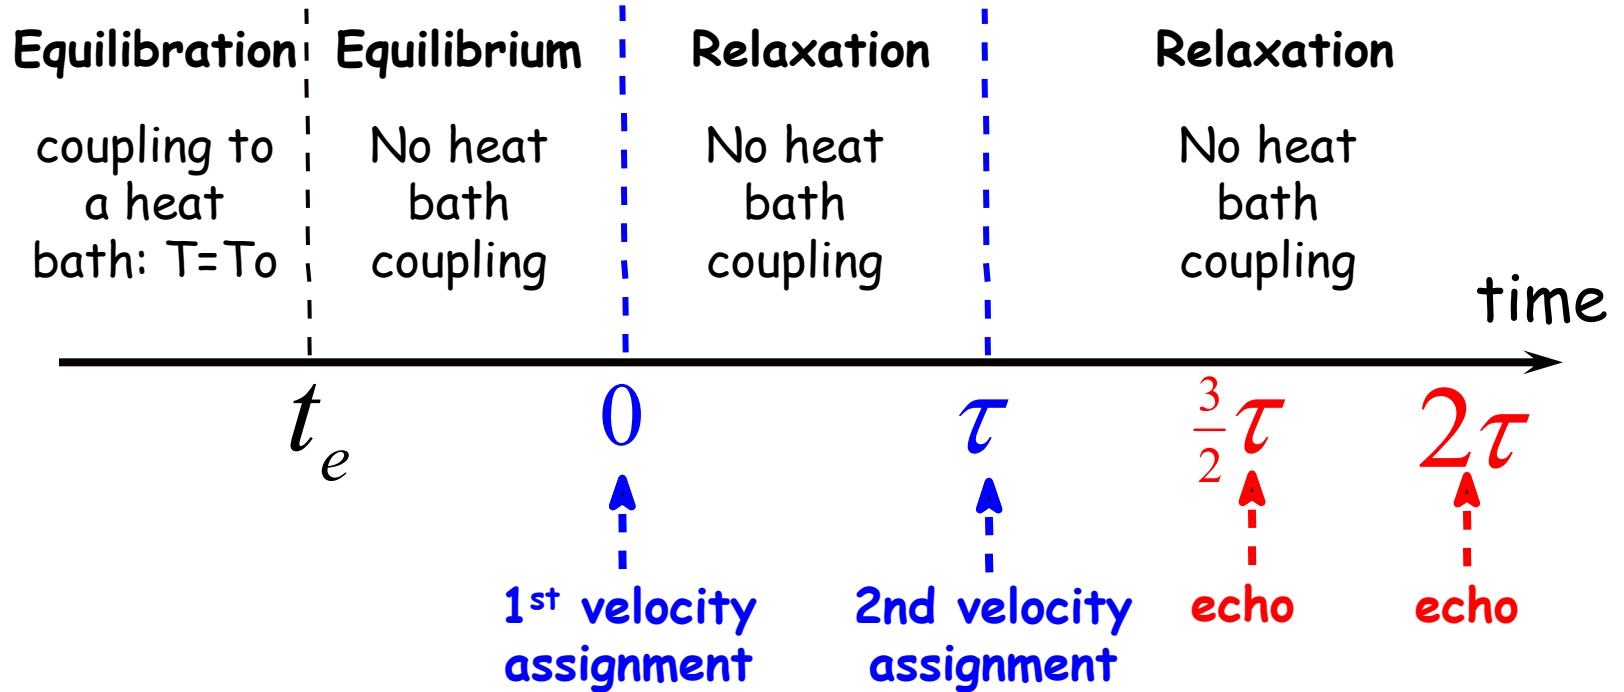 Equilibration Equilibrium Relaxation Relaxation
coupling to
a heat
bath: T=To
No heat
bath
coupling
No heat
bath
coupling
No heat
bath
coupling
time
tₑ 0 τ 3/2 τ 2τ
1st velocity
assignment
2nd velocity
assignment
echo
echo